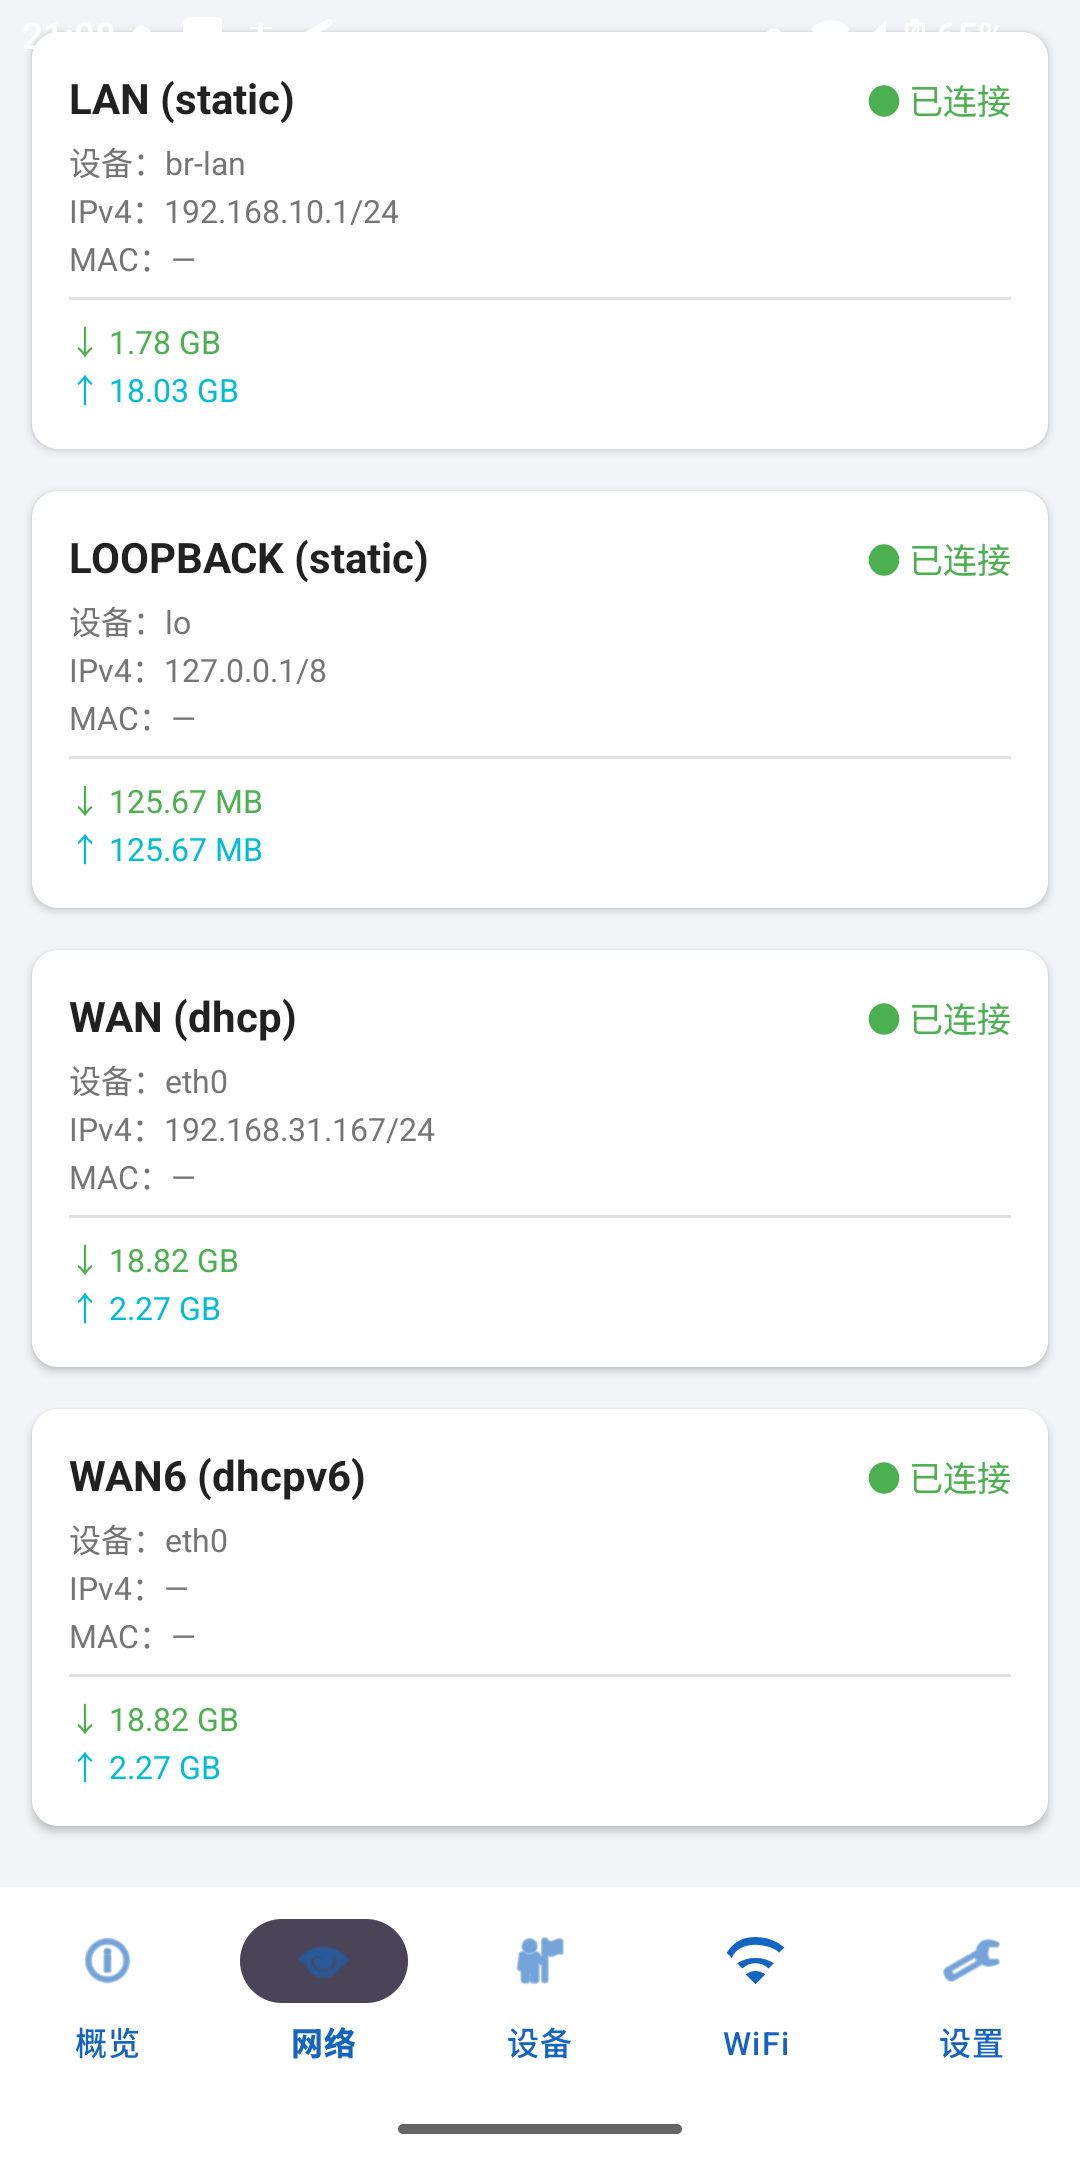 LAN (static)
已连接
设备：br-lan
IPv4：192.168.10.1/24
MAC：—
↓ 1.78 GB
↑ 18.03 GB
LOOPBACK (static)
已连接
设备：lo
IPv4：127.0.0.1/8
MAC：—
↓ 125.67 MB
↑ 125.67 MB
WAN (dhcp)
已连接
设备：eth0
IPv4：192.168.31.167/24
MAC：—
↓ 18.82 GB
↑ 2.27 GB
WAN6 (dhcpv6)
已连接
设备：eth0
IPv4：—
MAC：—
↓ 18.82 GB
↑ 2.27 GB
概览
网络
设备
WiFi
设置